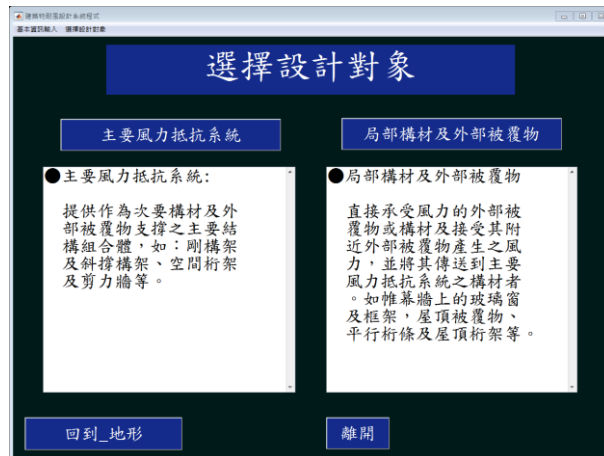 建築物耐風設計系統程式
基本資訊輸入 選擇設計對象
選擇設計對象
主要風力抵抗系統
局部構材及外部被覆物
●主要風力抵抗系統:
提供作為次要構材及外
部被覆物支撐之主要結
構組合體，如：剛構架
及斜撐構架、空間桁架
及剪力牆等。
●局部構材及外部被覆物
直接承受風力的外部被
覆物或構材及接受其附
近外部被覆物產生之風
力，並將其傳送到主要
風力抵抗系統之構材者
。如帷幕牆上的玻璃窗
及框架，屋頂被覆物、
平行桁條及屋頂桁架等。
回到_地形
離開